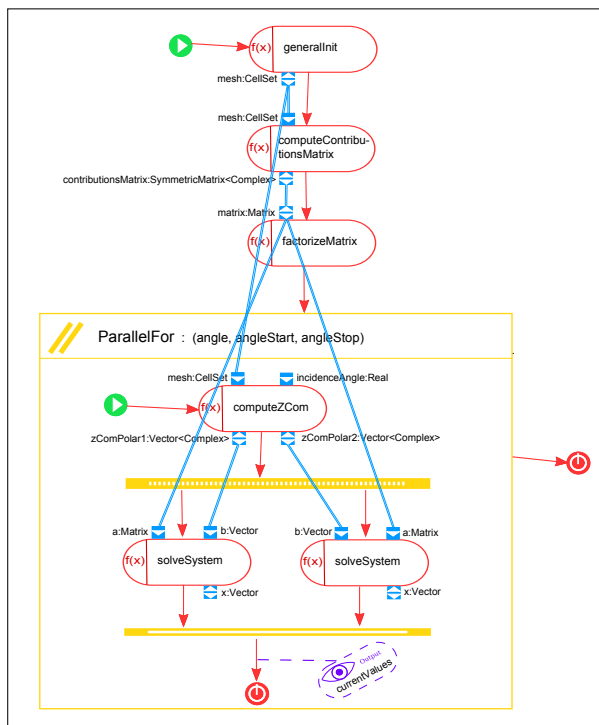 f(x) generalInit
mesh:CellSet
mesh:CellSet
f(x) computeContribu-
tionsMatrix
contributionsMatrix:SymmetricMatrix<Complex>
matrix:Matrix
f(x) factorizeMatrix
ParallelFor : (angle, angleStart, angleStop)
mesh:CellSet incidenceAngle:Real
f(x) computeZCom
zComPolar1:Vector<Complex> zComPolar2:Vector<Complex>
a:Matrix b:Vector b:Vector a:Matrix
f(x) solveSystem f(x) solveSystem
x:Vector x:Vector
Output
currentValues